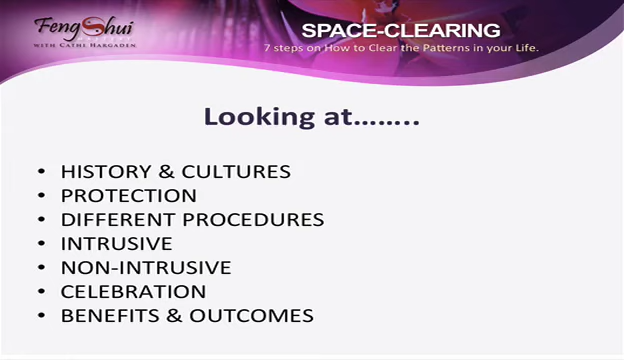 Feng Shui
WITH CATHI HARGADEN
SPACE-CLEARING
7 steps on How to Clear the Patterns in your Life.
Looking at……..
• HISTORY & CULTURES
• PROTECTION
• DIFFERENT PROCEDURES
• INTRUSIVE
• NON-INTRUSIVE
• CELEBRATION
• BENEFITS & OUTCOMES